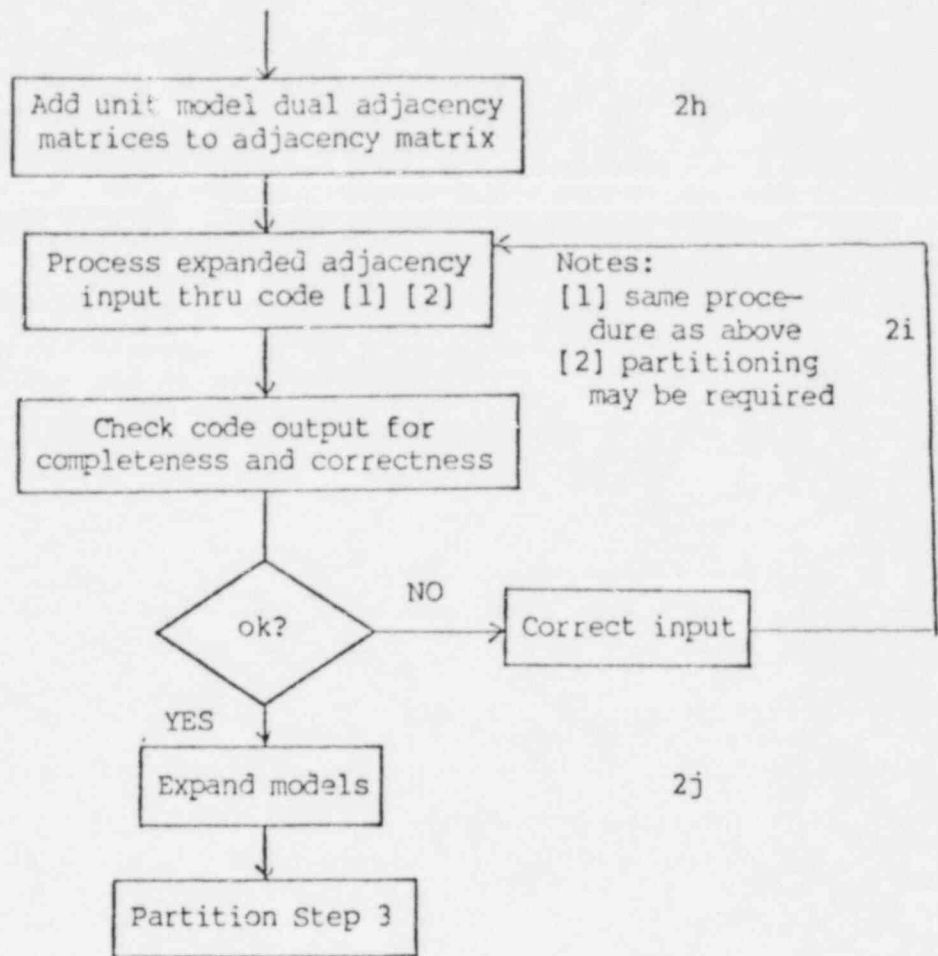 Add unit model dual adjacency
matrices to adjacency matrix
2h
Process expanded adjacency
input thru code [1] [2]
Notes:
[1] same proce-
dure as above
2i
[2] partitioning
may be required
Check code output for
completeness and correctness
ok?
NO
Correct input
YES
Expand models
2j
Partition Step 3